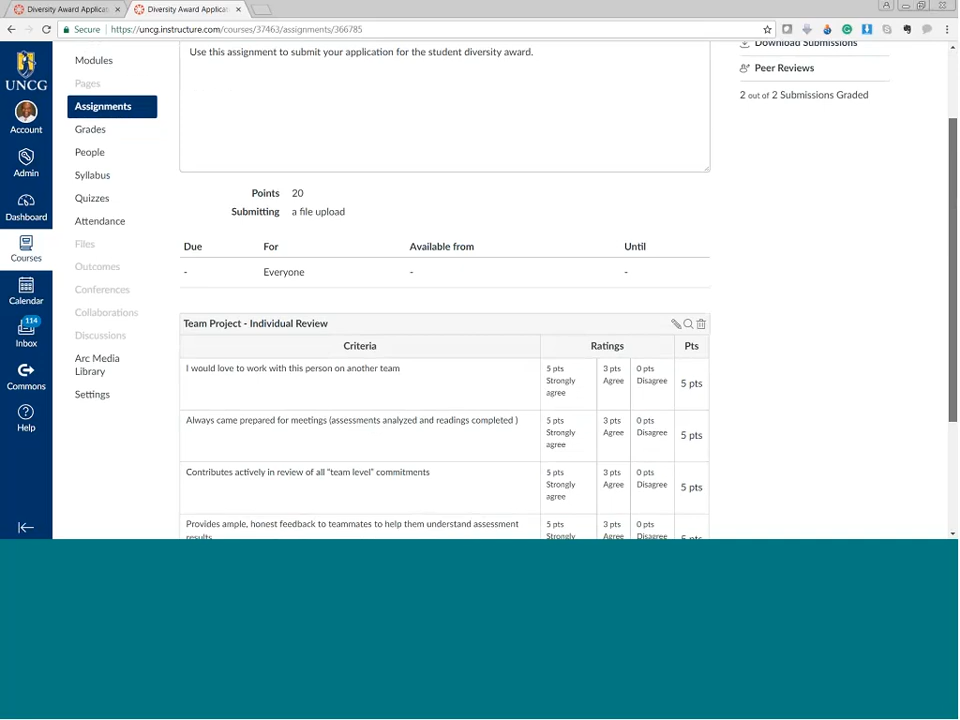 Diversity Award Applicat
Diversity Award Applicat
Secure
https://uncg.instructure.com/courses/37463/assignments/366785
UNCG
Account
Admin
Dashboard
Courses
Calendar
114
Inbox
Commons
Help
Modules
Pages
Assignments
Grades
People
Syllabus
Quizzes
Attendance
Files
Outcomes
Conferences
Collaborations
Discussions
Arc Media
Library
Settings
Use this assignment to submit your application for the student diversity award.
Points 20
Submitting a file upload
Due For Available from Until
- Everyone - -
Team Project - Individual Review
Criteria Ratings Pts
I would love to work with this person on another team
5 pts
Strongly
agree
3 pts
Agree
0 pts
Disagree
5 pts
Always came prepared for meetings (assessments analyzed and readings completed )
5 pts
Strongly
agree
3 pts
Agree
0 pts
Disagree
5 pts
Contributes actively in review of all "team level" commitments
5 pts
Strongly
agree
3 pts
Agree
0 pts
Disagree
5 pts
Provides ample, honest feedback to teammates to help them understand assessment
results
5 pts
Strongly
3 pts
Agree
0 pts
Disagree
5 pts
Download Submissions
Peer Reviews
2 out of 2 Submissions Graded